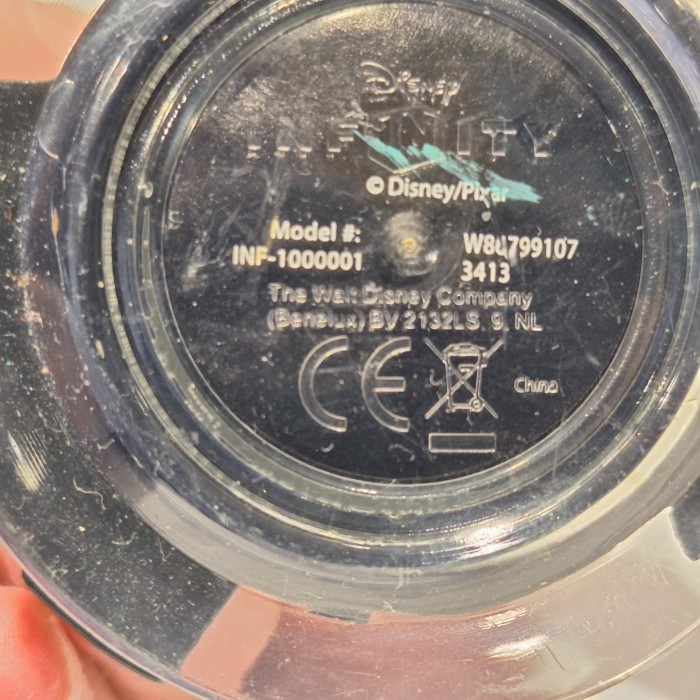 Disney
INFINITY
© Disney/Pixar
Model #:
INF-1000001
3413
The Walt Disney Company
(Benelux) BV 2132LS, 9, NL
CE
China